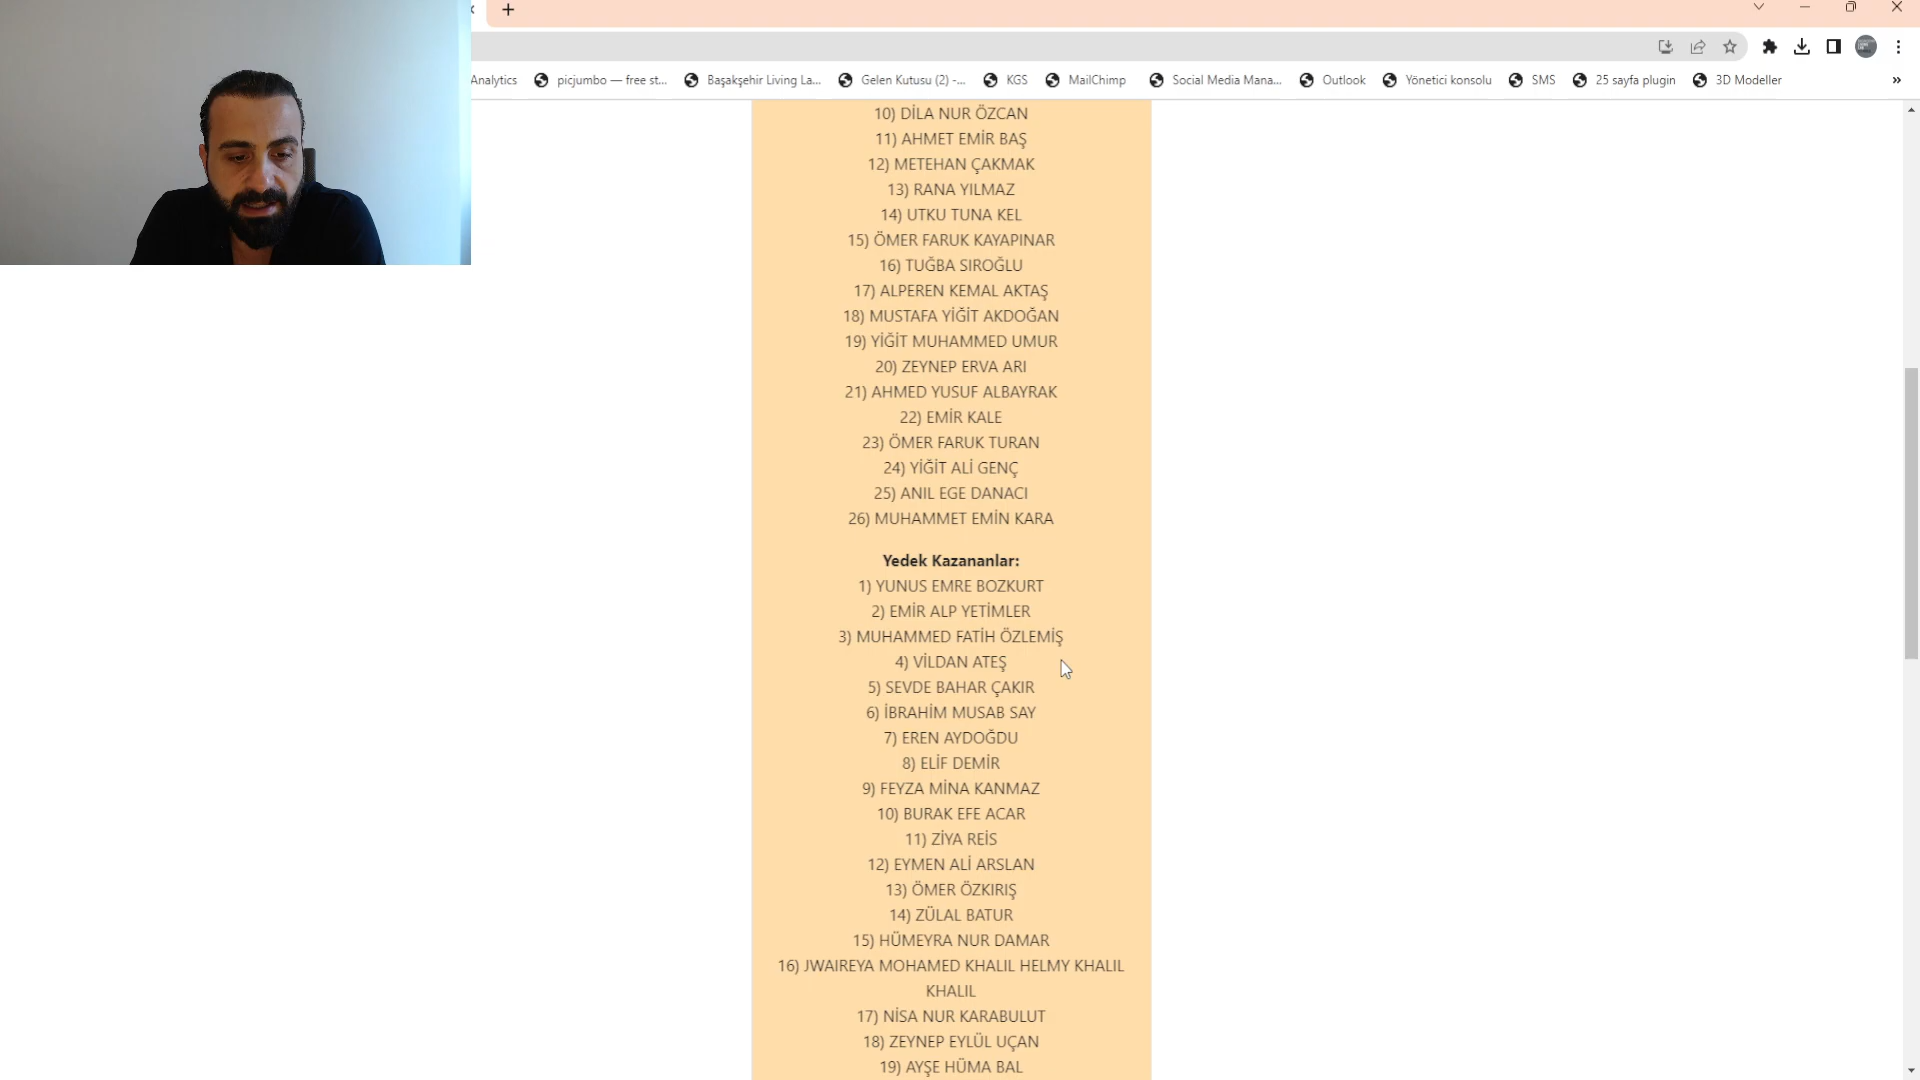 Analytics
picjumbo — free st...
Başakşehir Living La...
Gelen Kutusu (2) -...
KGS
MailChimp
Social Media Mana...
Outlook
Yönetici konsolu
SMS
25 sayfa plugin
3D Modeller
»
10) DİLA NUR ÖZCAN
11) AHMET EMİR BAŞ
12) METEHAN ÇAKMAK
13) RANA YILMAZ
14) UTKU TUNA KEL
15) ÖMER FARUK KAYAPINAR
16) TUĞBA SIROĞLU
17) ALPEREN KEMAL AKTAŞ
18) MUSTAFA YİĞİT AKDOĞAN
19) YİĞİT MUHAMMED UMUR
20) ZEYNEP ERVA ARI
21) AHMED YUSUF ALBAYRAK
22) EMİR KALE
23) ÖMER FARUK TURAN
24) YİĞİT ALİ GENÇ
25) ANIL EGE DANACI
26) MUHAMMET EMİN KARA
Yedek Kazananlar:
1) YUNUS EMRE BOZKURT
2) EMİR ALP YETİMLER
3) MUHAMMED FATİH ÖZLEMİŞ
4) VİLDAN ATEŞ
5) SEVDE BAHAR ÇAKIR
6) İBRAHİM MUSAB SAY
7) EREN AYDOĞDU
8) ELİF DEMİR
9) FEYZA MİNA KANMAZ
10) BURAK EFE ACAR
11) ZİYA REİS
12) EYMEN ALİ ARSLAN
13) ÖMER ÖZKIRIŞ
14) ZÜLAL BATUR
15) HÜMEYRA NUR DAMAR
16) JWAIREYA MOHAMED KHALIL HELMY KHALIL
KHALIL
17) NİSA NUR KARABULUT
18) ZEYNEP EYLÜL UÇAN
19) AYŞE HÜMA BAL